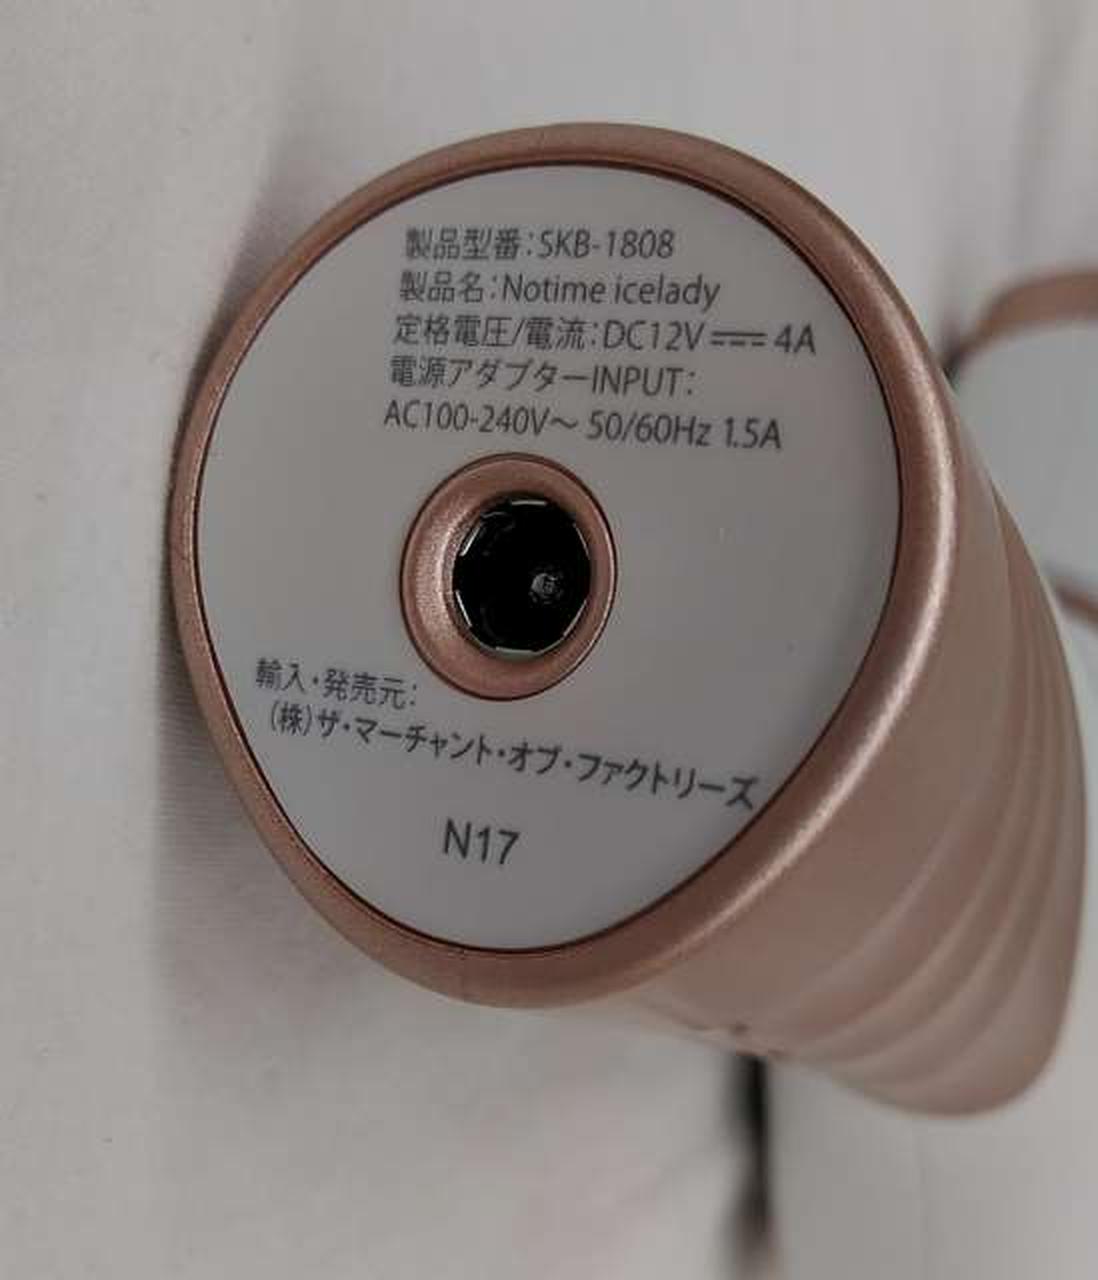 製品型番:SKB-1808
製品名:Notime icelady
定格電圧/電流:DC12V⎓4A
電源アダプターINPUT:
AC100-240V～ 50/60Hz 1.5A
輸入・発売元:
(株)ザ・マーチャント・オブ・ファクトリーズ
N17